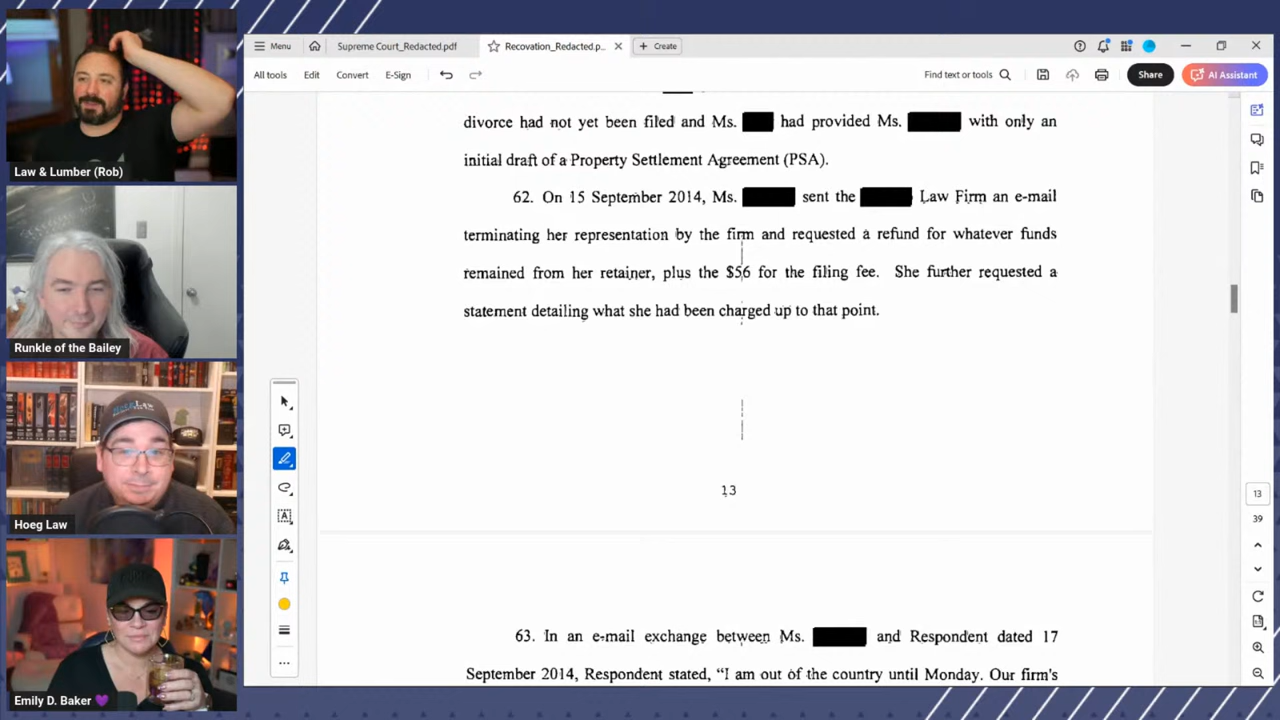 Law & Lumber (Rob)
Runkle of the Bailey
Hoeg Law
Emily D. Baker 💜
Menu
Supreme Court_Redacted.pdf
Recovation_Redacted.p...
Create
All tools
Edit
Convert
E-Sign
Find text or tools
Share
AI Assistant
divorce had not yet been filed and Ms. had provided Ms. with only an
initial draft of a Property Settlement Agreement (PSA).
62. On 15 September 2014, Ms. sent the Law Firm an e-mail
terminating her representation by the firm and requested a refund for whatever funds
remained from her retainer, plus the $56 for the filing fee. She further requested a
statement detailing what she had been charged up to that point.
13
63. In an e-mail exchange between Ms. and Respondent dated 17
September 2014, Respondent stated, “I am out of the country until Monday. Our firm's
13
39